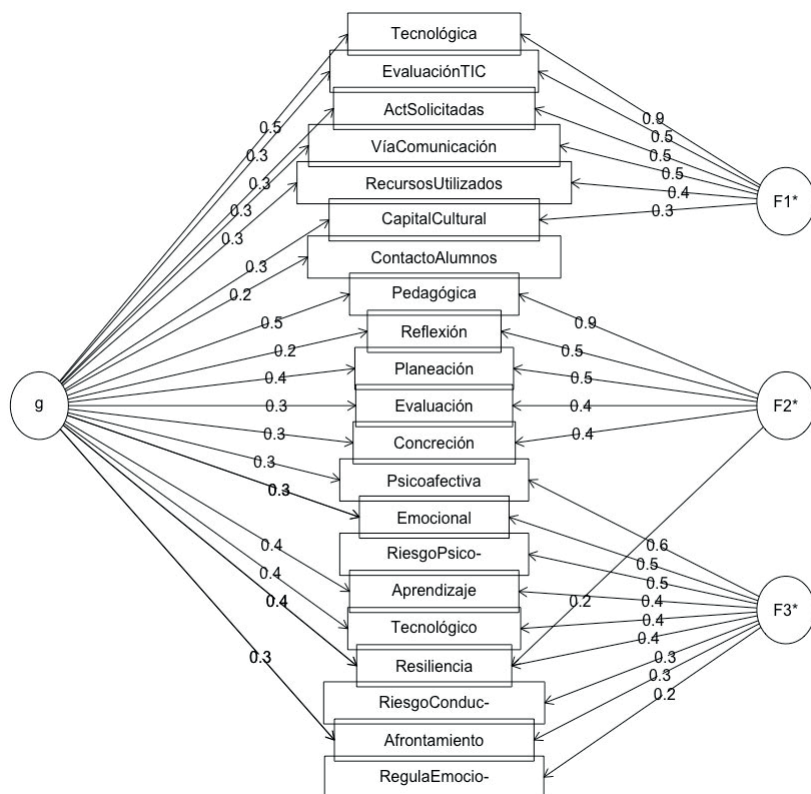 Tecnológica
EvaluaciónTIC
ActSolicitadas
VíaComunicación
RecursosUtilizados
CapitalCultural
ContactoAlumnos
Pedagógica
Reflexión
Planeación
Evaluación
Concreción
Psicoafectiva
Emocional
RiesgoPsico-
Aprendizaje
Tecnológico
Resiliencia
RiesgoConduc-
Afrontamiento
RegulaEmocio-
g
0.5
0.3
0.3
0.3
0.3
0.2
0.5
0.2
0.4
0.3
0.3
0.3
0.3
0.4
0.4
0.4
0.3
F1*
0.9
0.5
0.5
0.5
0.4
0.3
F2*
0.9
0.5
0.5
0.4
0.4
0.2
F3*
0.6
0.5
0.5
0.4
0.4
0.4
0.3
0.3
0.2